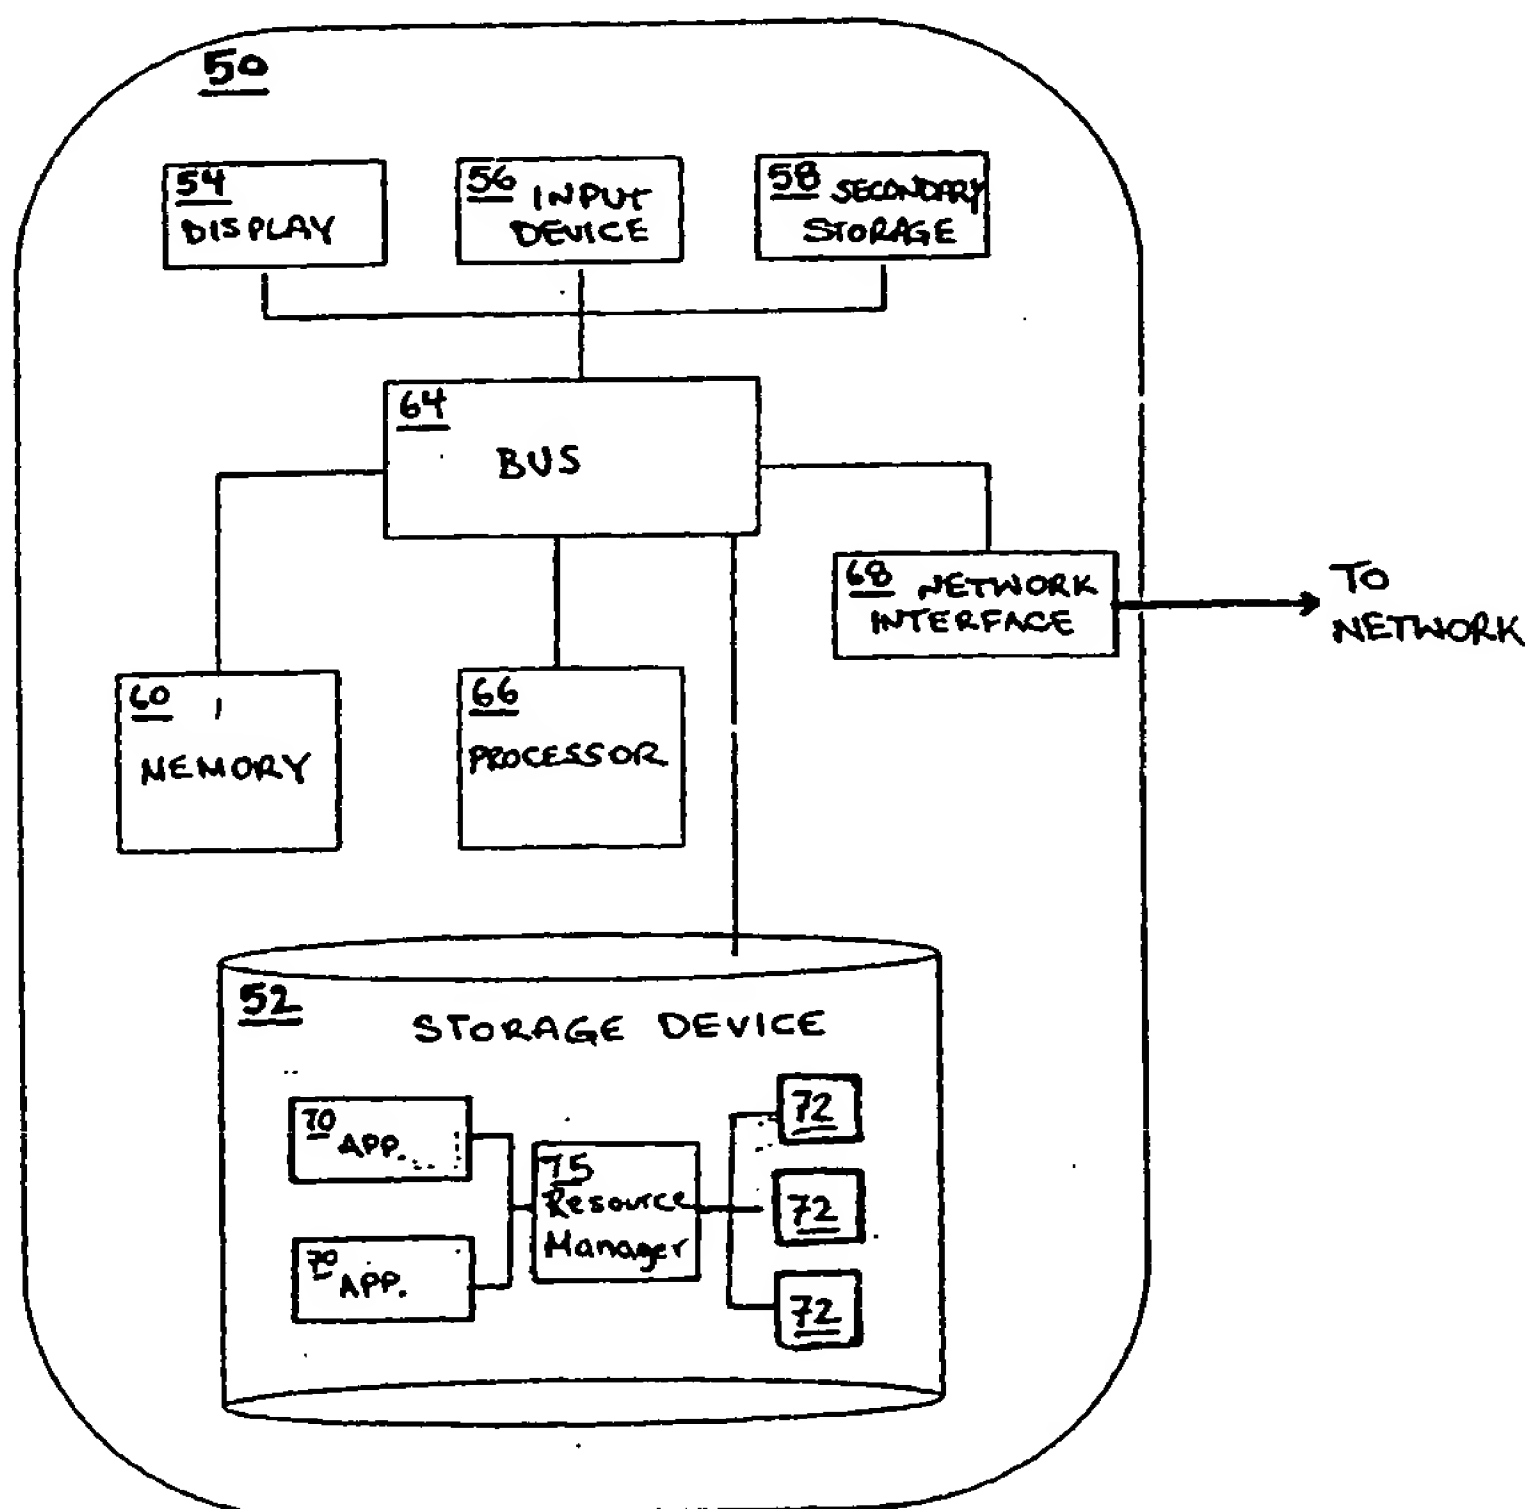 50
54
DISPLAY
56 INPUT
DEVICE
58 SECONDARY
STORAGE
64
BUS
68 NETWORK
INTERFACE
TO
NETWORK
60
MEMORY
66
PROCESSOR
52
STORAGE DEVICE
70
APP.
70
APP.
75
Resource
Manager
72
72
72